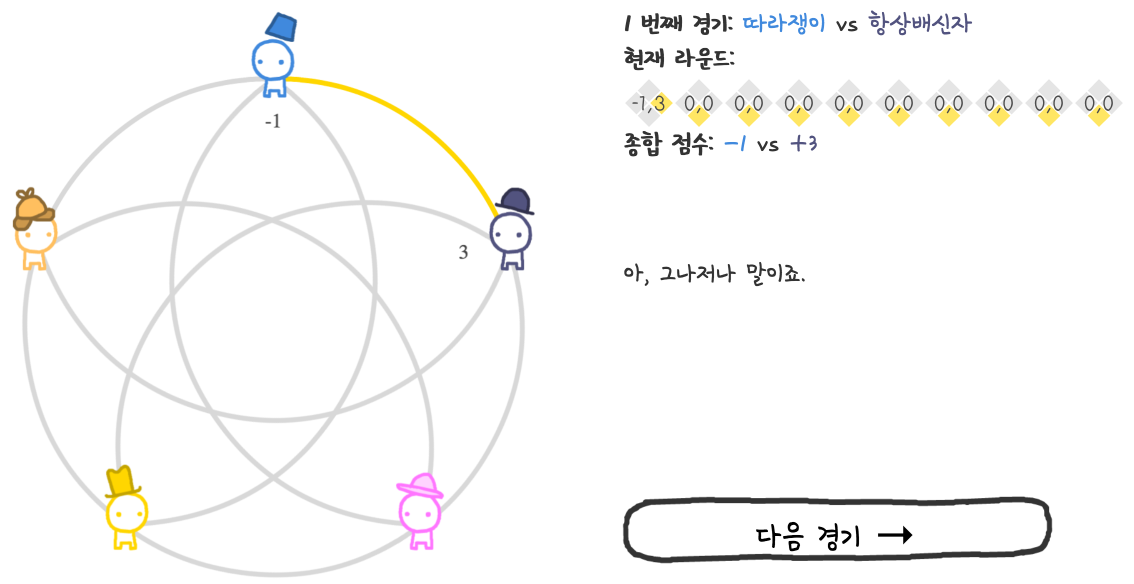 1 번째 경기: 따라쟁이 vs 항상배신자
현재 라운드:
-1,3 0,0 0,0 0,0 0,0 0,0 0,0 0,0 0,0 0,0
종합 점수: -1 vs +3
-1
3
아, 그나저나 말이죠.
다음 경기 →